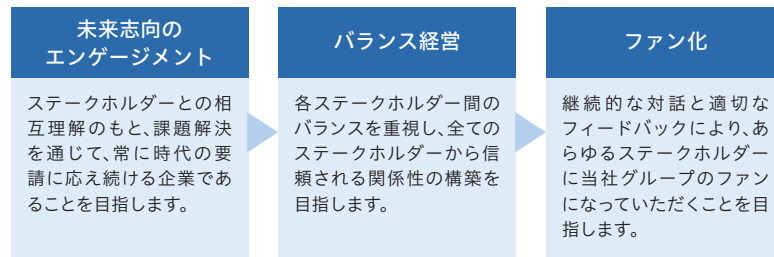 未来志向の
エンゲージメント
ステークホルダーとの相
互理解のもと、課題解決
を通じて、常に時代の要
請に応え続ける企業であ
ることを目指します。
バランス経営
各ステークホルダー間の
バランスを重視し、全ての
ステークホルダーから信
頼される関係性の構築を
目指します。
ファン化
継続的な対話と適切な
フィードバックにより、あ
らゆるステークホルダー
に当社グループのファン
になっていただくことを目
指します。